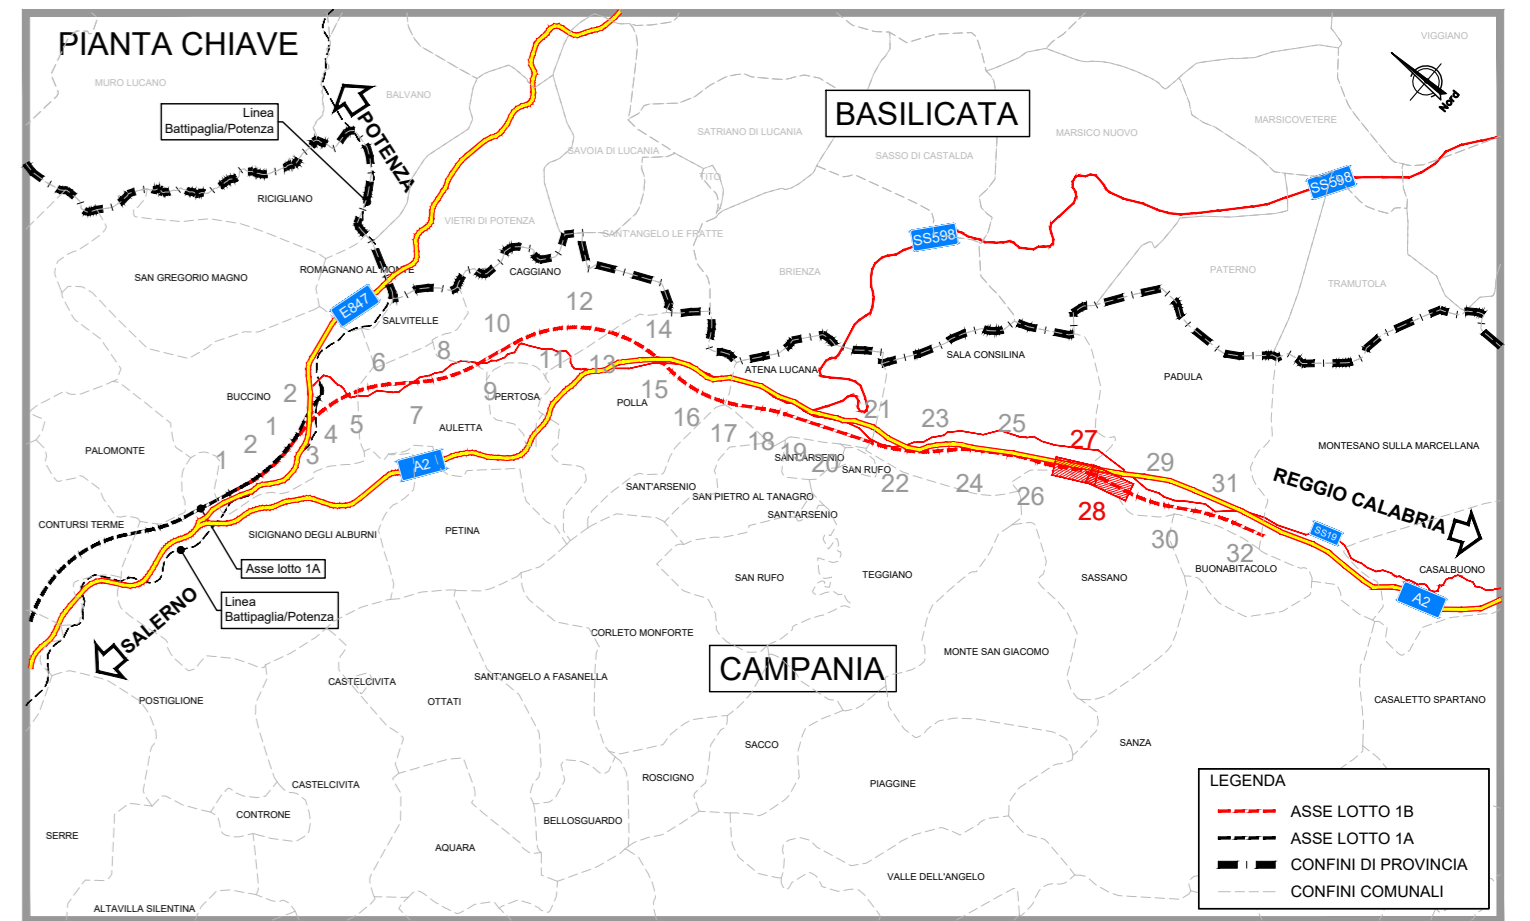 PIANTA CHIAVE
VIGGIANO
MURO LUCANO
BALVANO
Linea
Battipaglia/Potenza
POTENZA
BASILICATA
Nord
SATRIANO DI LUCANIA
MARSICO NUOVO
MARSICOVETERE
SAVOIA DI LUCANIA
SASSO DI CASTALDA
TITO
SS598
RICIGLIANO
VIETRI DI POTENZA
SANT'ANGELO LE FRATTE
SS598
SAN GREGORIO MAGNO
ROMAGNANO AL MONTE
CAGGIANO
BRIENZA
PATERNO
TRAMUTOLA
E847
SALVITELLE
12
10
14
SALA CONSILINA
6
8
11
13
ATENA LUCANA
PADULA
BUCCINO
2
9
PERTOSA
POLLA
15
1
4
5
7
AULETTA
16
17
21
23
25
27
PALOMONTE
2
3
18
19
MONTESANO SULLA MARCELLANA
1
A2
SANT'ARSENIO
20
SAN RUFO
29
SANT'ARSENIO
SAN PIETRO AL TANAGRO
22
24
26
31
REGGIO CALABRIA
SANT'ARSENIO
28
CONTURSI TERME
SICIGNANO DEGLI ALBURNI
PETINA
30
32
SS19
Asse lotto 1A
SAN RUFO
TEGGIANO
SASSANO
BUONABITACOLO
CASALBUONO
Linea
Battipaglia/Potenza
A2
SALERNO
CORLETO MONFORTE
MONTE SAN GIACOMO
CAMPANIA
CASTELCIVITA
SANT'ANGELO A FASANELLA
POSTIGLIONE
OTTATI
CASALETTO SPARTANO
SACCO
SANZA
ROSCIGNO
PIAGGINE
CASTELCIVITA
CONTRONE
BELLOSGUARDO
SERRE
AQUARA
VALLE DELL'ANGELO
ALTAVILLA SILENTINA
LEGENDA
ASSE LOTTO 1B
ASSE LOTTO 1A
CONFINI DI PROVINCIA
CONFINI COMUNALI